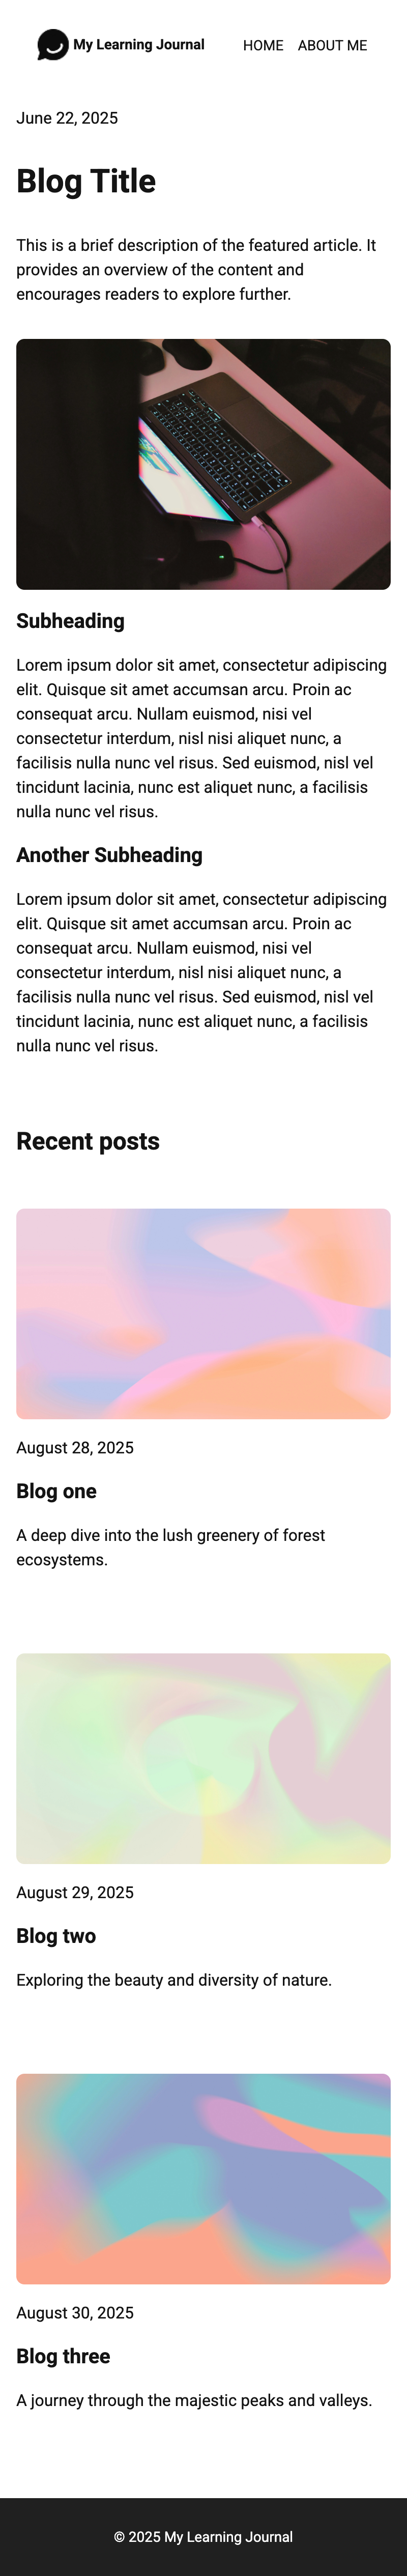 My Learning Journal
HOME
ABOUT ME
June 22, 2025
Blog Title
This is a brief description of the featured article. It
provides an overview of the content and
encourages readers to explore further.
Subheading
Lorem ipsum dolor sit amet, consectetur adipiscing
elit. Quisque sit amet accumsan arcu. Proin ac
consequat arcu. Nullam euismod, nisi vel
consectetur interdum, nisl nisi aliquet nunc, a
facilisis nulla nunc vel risus. Sed euismod, nisl vel
tincidunt lacinia, nunc est aliquet nunc, a facilisis
nulla nunc vel risus.
Another Subheading
Lorem ipsum dolor sit amet, consectetur adipiscing
elit. Quisque sit amet accumsan arcu. Proin ac
consequat arcu. Nullam euismod, nisi vel
consectetur interdum, nisl nisi aliquet nunc, a
facilisis nulla nunc vel risus. Sed euismod, nisl vel
tincidunt lacinia, nunc est aliquet nunc, a facilisis
nulla nunc vel risus.
Recent posts
August 28, 2025
Blog one
A deep dive into the lush greenery of forest
ecosystems.
August 29, 2025
Blog two
Exploring the beauty and diversity of nature.
August 30, 2025
Blog three
A journey through the majestic peaks and valleys.
© 2025 My Learning Journal